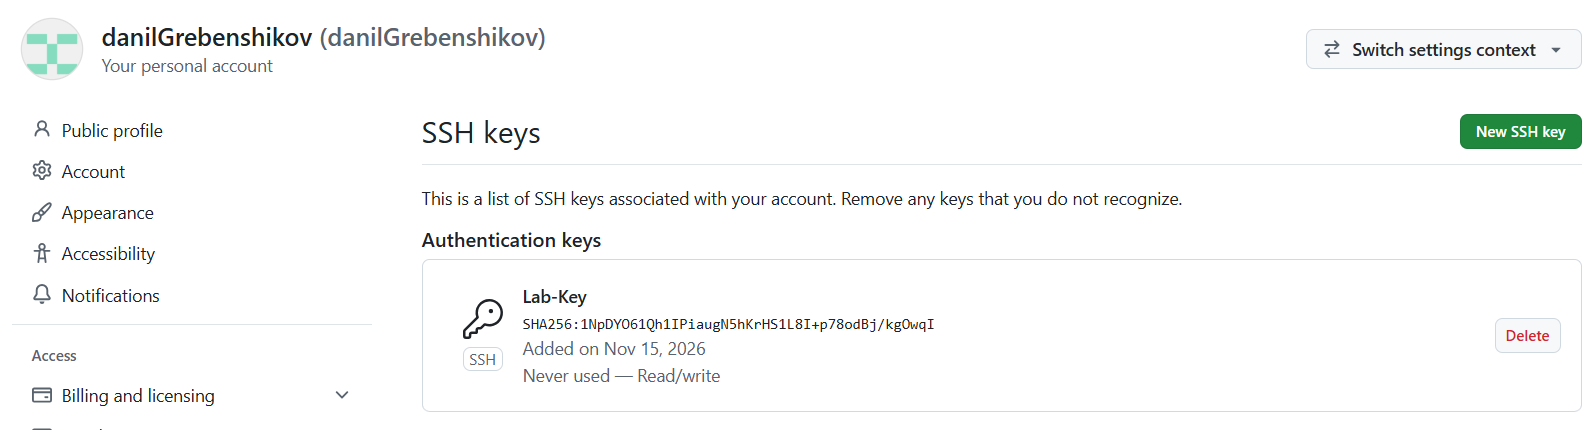 danilGrebenshikov (danilGrebenshikov)
Your personal account
Switch settings context
Public profile
Account
Appearance
Accessibility
Notifications
Access
Billing and licensing
SSH keys
New SSH key
This is a list of SSH keys associated with your account. Remove any keys that you do not recognize.
Authentication keys
Lab-Key
SHA256:1NpDYO61Qh1IPiaugN5hKrHS1L8I+p78odBj/kgOwqI
SSH
Added on Nov 15, 2026
Never used — Read/write
Delete